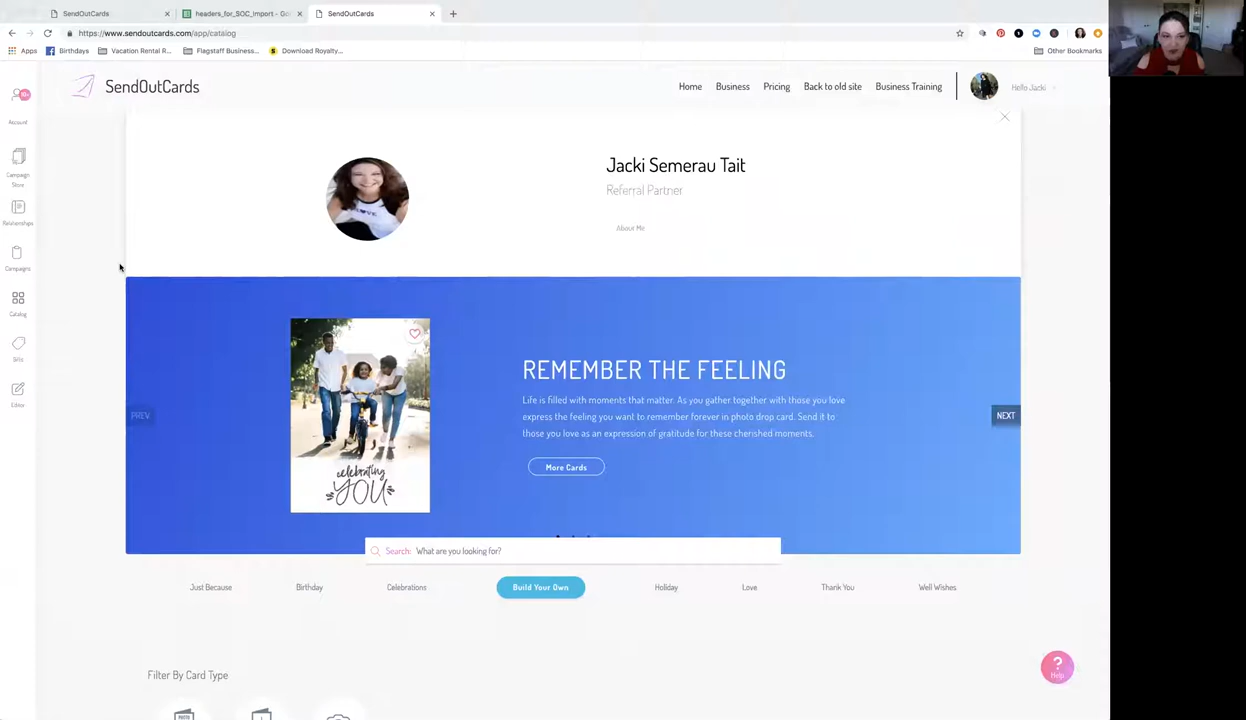 SendOutCards
headers_for_SOC_Import - Go
SendOutCards
https://www.sendoutcards.com/app/catalog
Apps
Birthdays
Vacation Rental R...
Flagstaff Business...
Download Royalty...
Other Bookmarks
SendOutCards
Home
Business
Pricing
Back to old site
Business Training
Hello Jacki
Account
Campaign
Store
Relationships
Campaigns
Catalog
Gifts
Editor
Jacki Semerau Tait
Referral Partner
About Me
celebrating
YOU
REMEMBER THE FEELING
Life is filled with moments that matter. As you gather together with those you love
express the feeling you want to remember forever in photo drop card. Send it to
those you love as an expression of gratitude for these cherished moments.
More Cards
PREV
NEXT
Search: What are you looking for?
Just Because
Birthday
Celebrations
Build Your Own
Holiday
Love
Thank You
Well Wishes
Filter By Card Type
?
Help